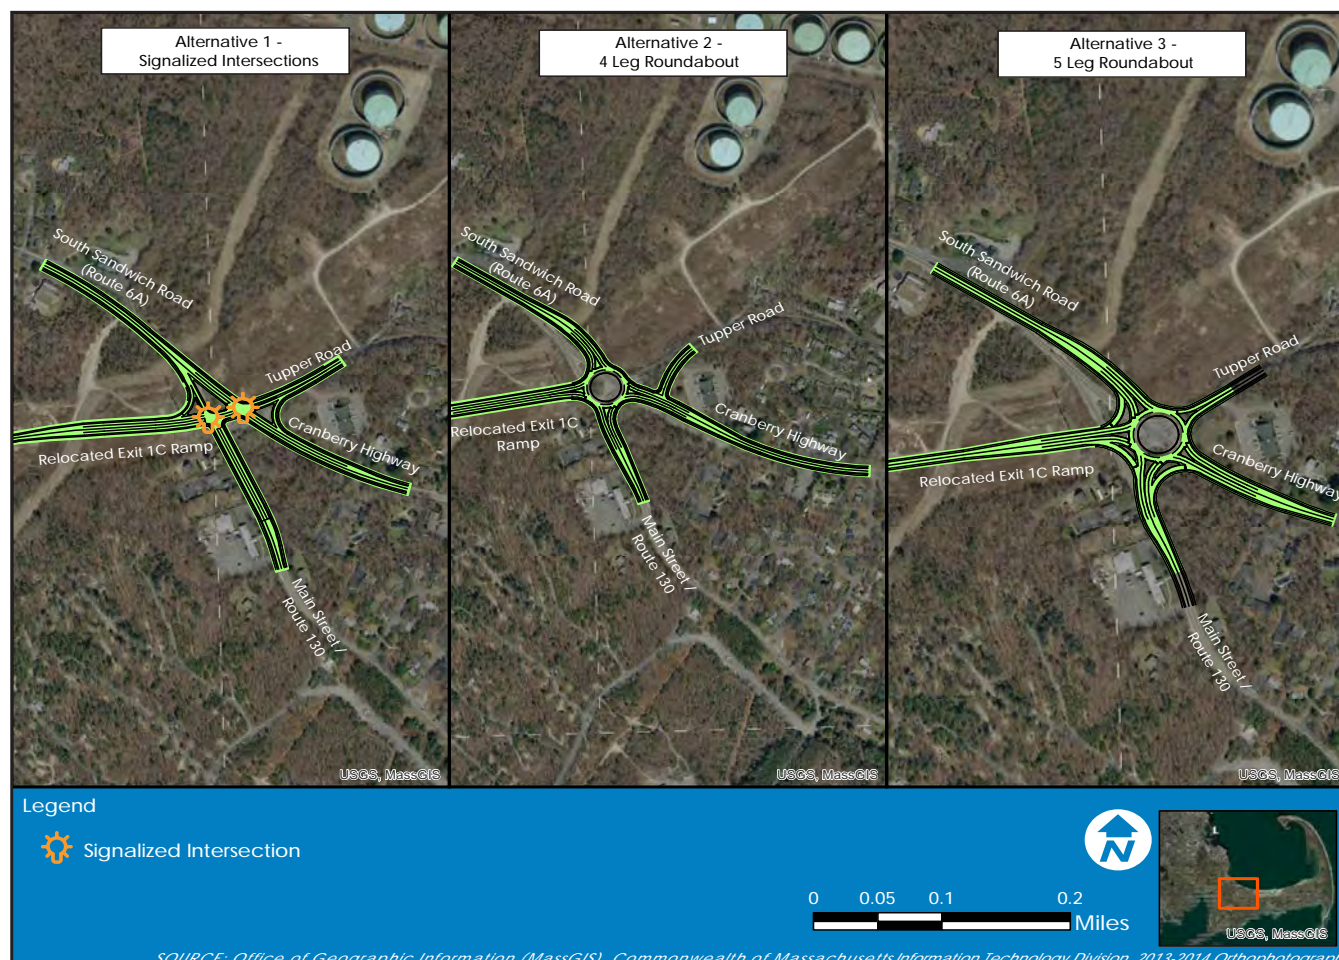 Alternative 1 -
Signalized Intersections
South Sandwich Road
(Route 6A)
Tupper Road
Cranberry Highway
Relocated Exit 1C Ramp
Main Street /
Route 130
USGS, MassGIS
Alternative 2 -
4 Leg Roundabout
South Sandwich Road
(Route 6A)
Tupper Road
Cranberry Highway
Relocated Exit 1C
Ramp
Main Street /
Route 130
USGS, MassGIS
Alternative 3 -
5 Leg Roundabout
South Sandwich Road
(Route 6A)
Tupper Road
Cranberry Highway
Relocated Exit 1C Ramp
Main Street /
Route 130
USGS, MassGIS
Legend
Signalized Intersection
N
0 0.05 0.1 0.2
Miles
USGS, MassGIS
SOURCE: Office of Geographic Information (MassGIS), Commonwealth of Massachusetts Information Technology Division, 2013-2014 Orthophotograph